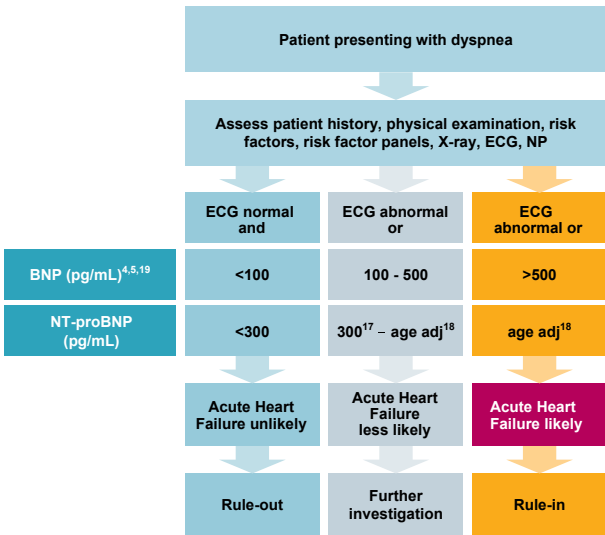 Patient presenting with dyspnea
Assess patient history, physical examination, risk
factors, risk factor panels, X-ray, ECG, NP
ECG normal
and
ECG abnormal
or
ECG
abnormal or
BNP (pg/mL)4,5,19
<100
100 - 500
>500
NT-proBNP
(pg/mL)
<300
30017 – age adj18
age adj18
Acute Heart
Failure unlikely
Acute Heart
Failure
less likely
Acute Heart
Failure likely
Rule-out
Further
investigation
Rule-in